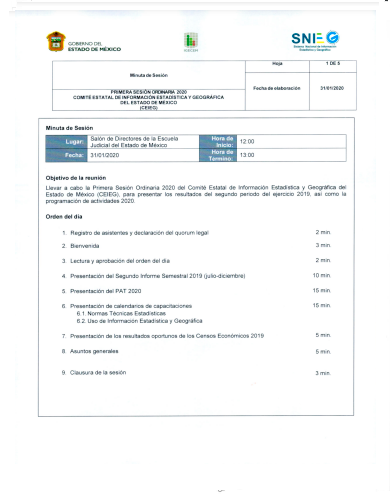 GOBIERNO DEL
ESTADO DE MÉXICO
SNIEG
Sistema Nacional de Información
Estadística y Geográfica
Minuta de Sesión
Hoja
1 DE 5
PRIMERA SESIÓN ORDINARIA 2020
COMITÉ ESTATAL DE INFORMACIÓN ESTADÍSTICA Y GEOGRÁFICA
DEL ESTADO DE MÉXICO
(CEIEG)
Fecha de elaboración
31/01/2020
Minuta de Sesión
Lugar: Salón de Directores de la Escuela Judicial del Estado de México Hora de Inicio: 12:00
Fecha: 31/01/2020 Hora de Termino: 13:00
Objetivo de la reunión
Llevar a cabo la Primera Sesión Ordinaria 2020 del Comité Estatal de Información Estadística y Geográfica del
Estado de México (CEIEG), para presentar los resultados del segundo periodo del ejercicio 2019, así como la
programación de actividades 2020.
Orden del día
1. Registro de asistentes y declaración del quorum legal 2 min.
2. Bienvenida 3 min.
3. Lectura y aprobación del orden del día 2 min.
4. Presentación del Segundo Informe Semestral 2019 (julio-diciembre) 10 min.
5. Presentación del PAT 2020 15 min.
6. Presentación de calendarios de capacitaciones 15 min.
6.1. Normas Técnicas Estadísticas
6.2. Uso de Información Estadística y Geográfica
7. Presentación de los resultados oportunos de los Censos Económicos 2019 5 min.
8. Asuntos generales 5 min.
9. Clausura de la sesión 3 min.